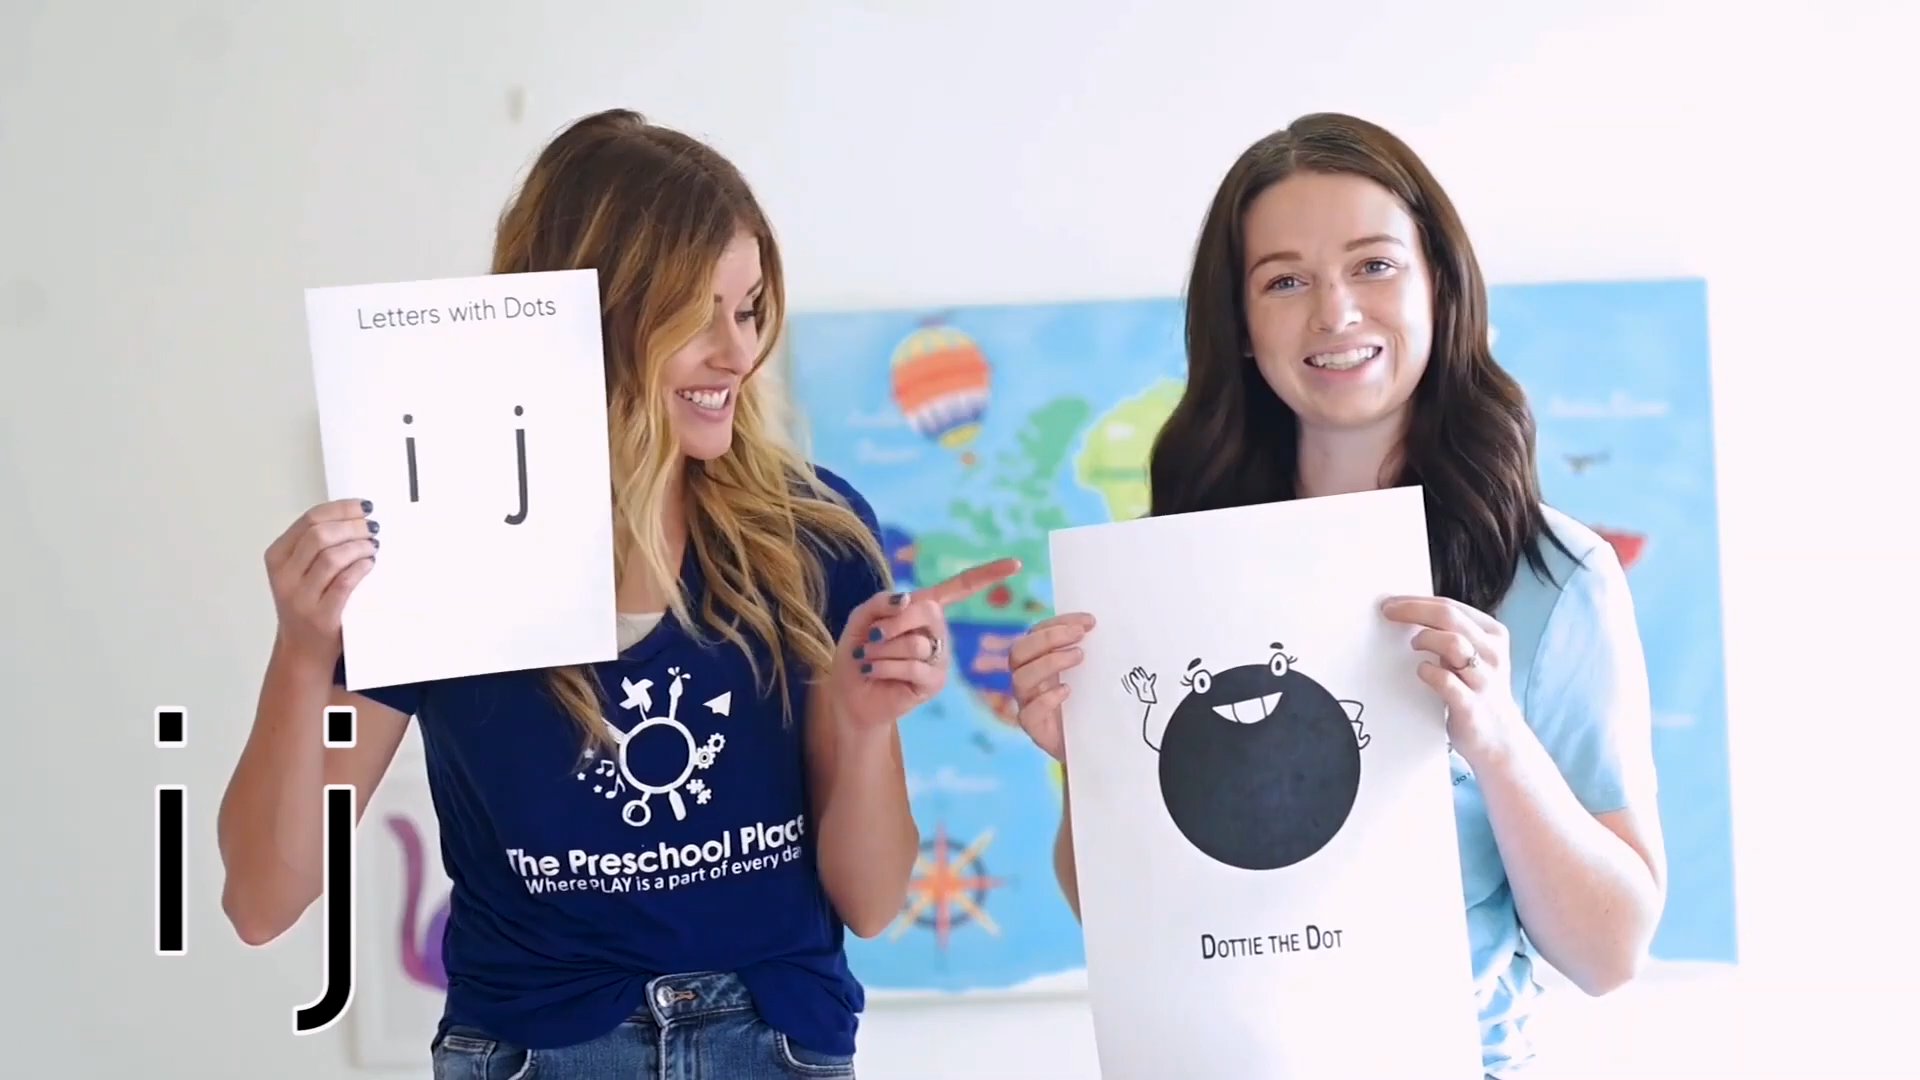 Letters with Dots
i j
i j
The Preschool Place
Where PLAY is a part of every day
DOTTIE THE DOT